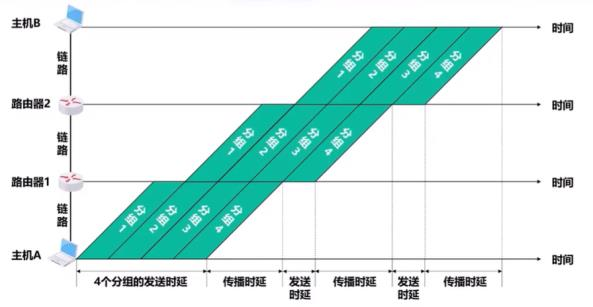 主机B
时间
链路
分组1
分组2
分组3
分组4
路由器2
时间
链路
分组1
分组2
分组3
分组4
路由器1
时间
链路
分组1
分组2
分组3
分组4
主机A
时间
4个分组的发送时延
传播时延
发送
时延
传播时延
发送
时延
传播时延